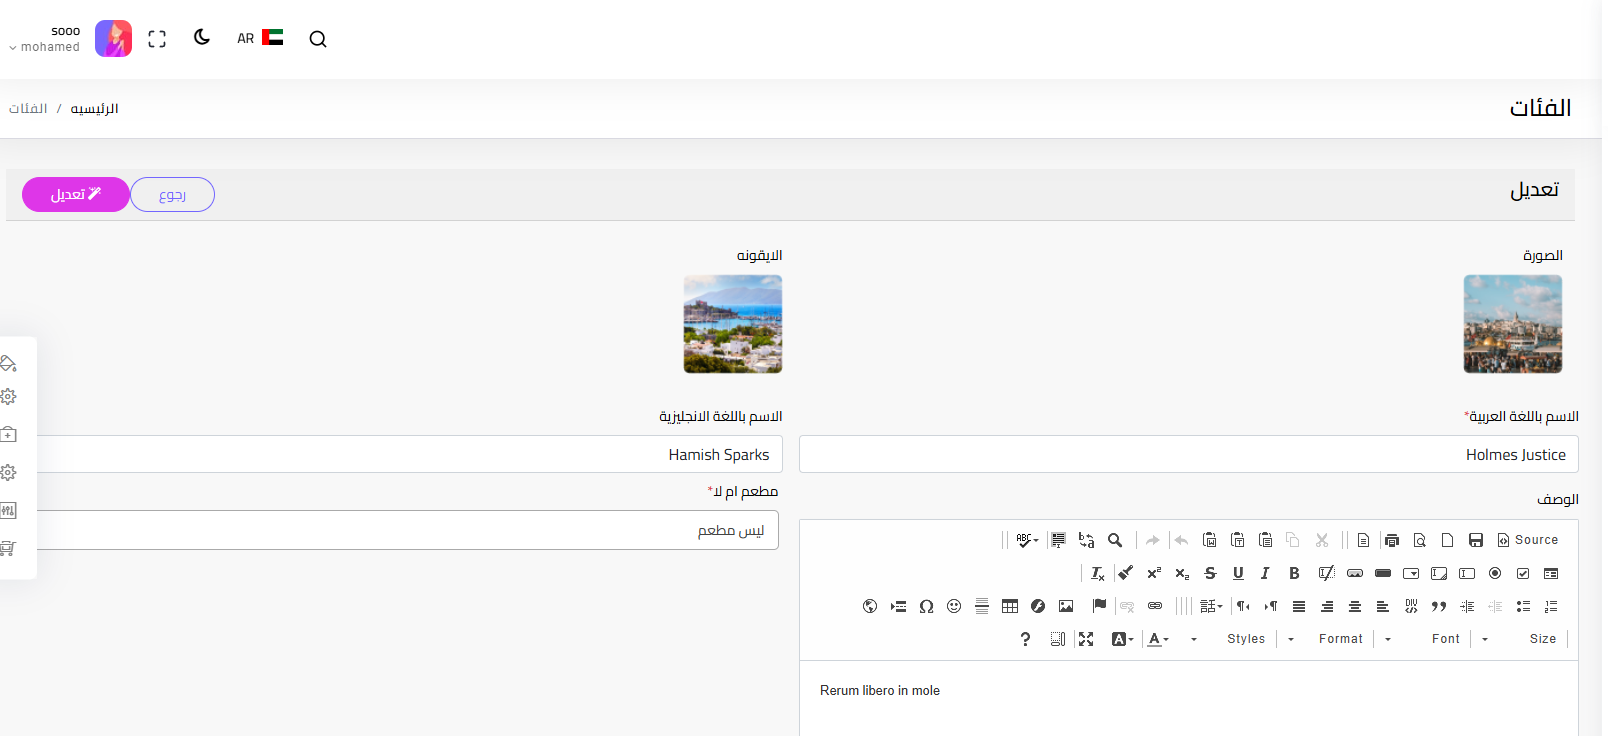 sooo
mohamed
AR
الفئات
الرئيسيه / الفئات
تعديل
رجوع
تعديل
الصورة
الايقونه
الاسم باللغة العربية*
الاسم باللغة الانجليزية
Holmes Justice
Hamish Sparks
الوصف
مطعم ام لا*
ليس مطعم
Source
Styles Format Font Size
Rerum libero in mole